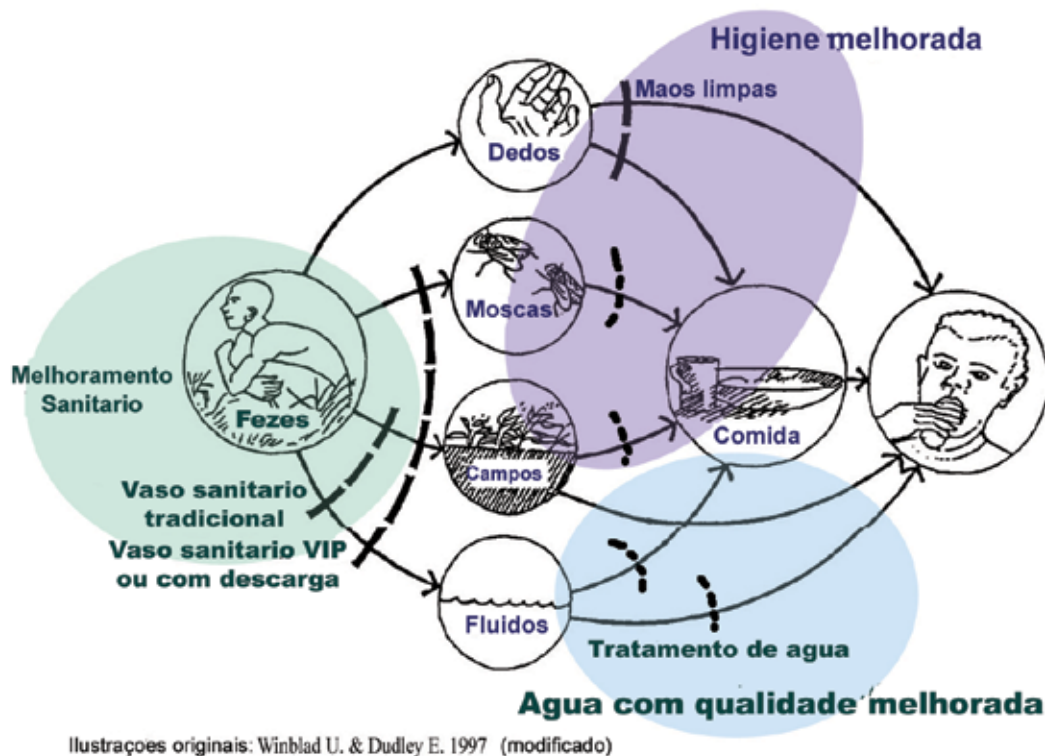 Higiene melhorada
Maos limpas
Dedos
Moscas
Melhoramento
Sanitario
Fezes
Comida
Campos
Vaso sanitario
tradicional
Vaso sanitario VIP
ou com descarga
Fluidos
Tratamento de agua
Agua com qualidade melhorada
Ilustraçoes originais: Winblad U. & Dudley E. 1997 (modificado)